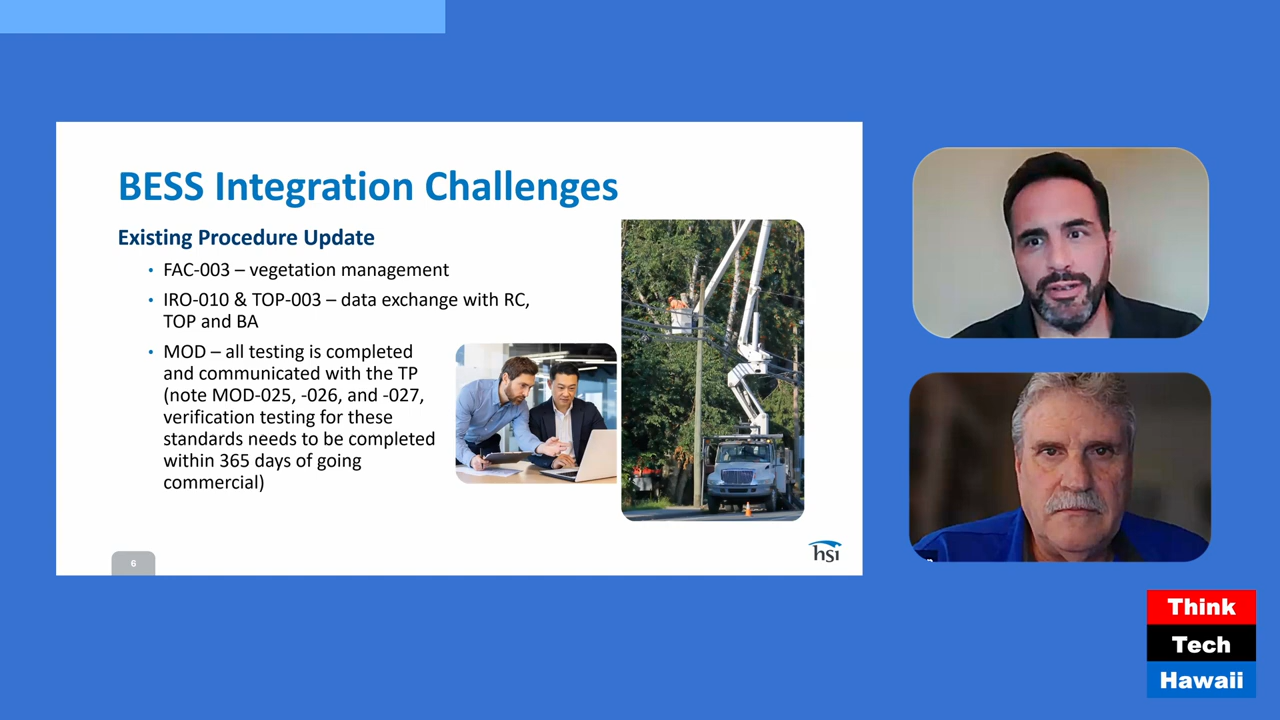 BESS Integration Challenges
Existing Procedure Update
• FAC-003 – vegetation management
• IRO-010 & TOP-003 – data exchange with RC,
TOP and BA
• MOD – all testing is completed
and communicated with the TP
(note MOD-025, -026, and -027,
verification testing for these
standards needs to be completed
within 365 days of going
commercial)
6
hsi
Think
Tech
Hawaii